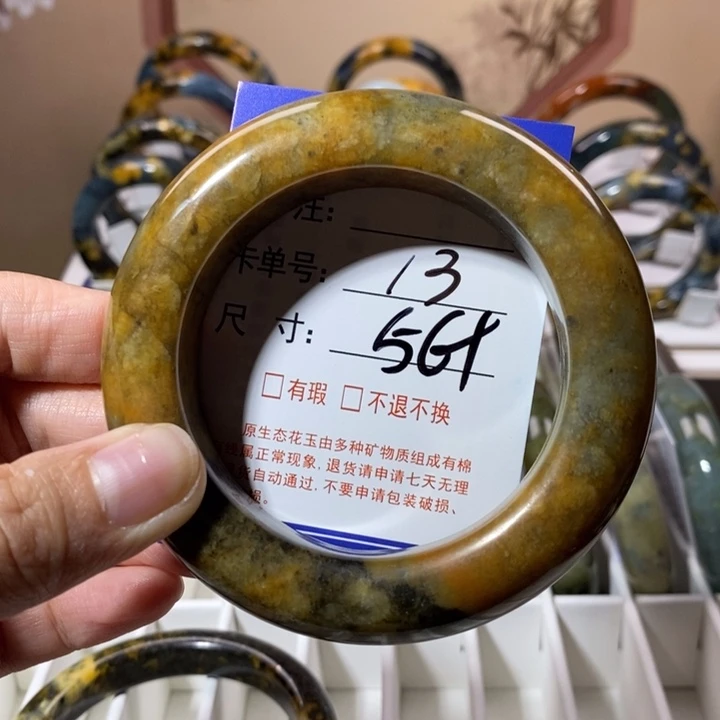 注:
卡单号: 13
尺 寸: 56
□有瑕 □不退不换
原生态花玉由多种矿物质组成有棉
属正常现象, 退货请申请七天无理
自动通过, 不要申请包装破损、